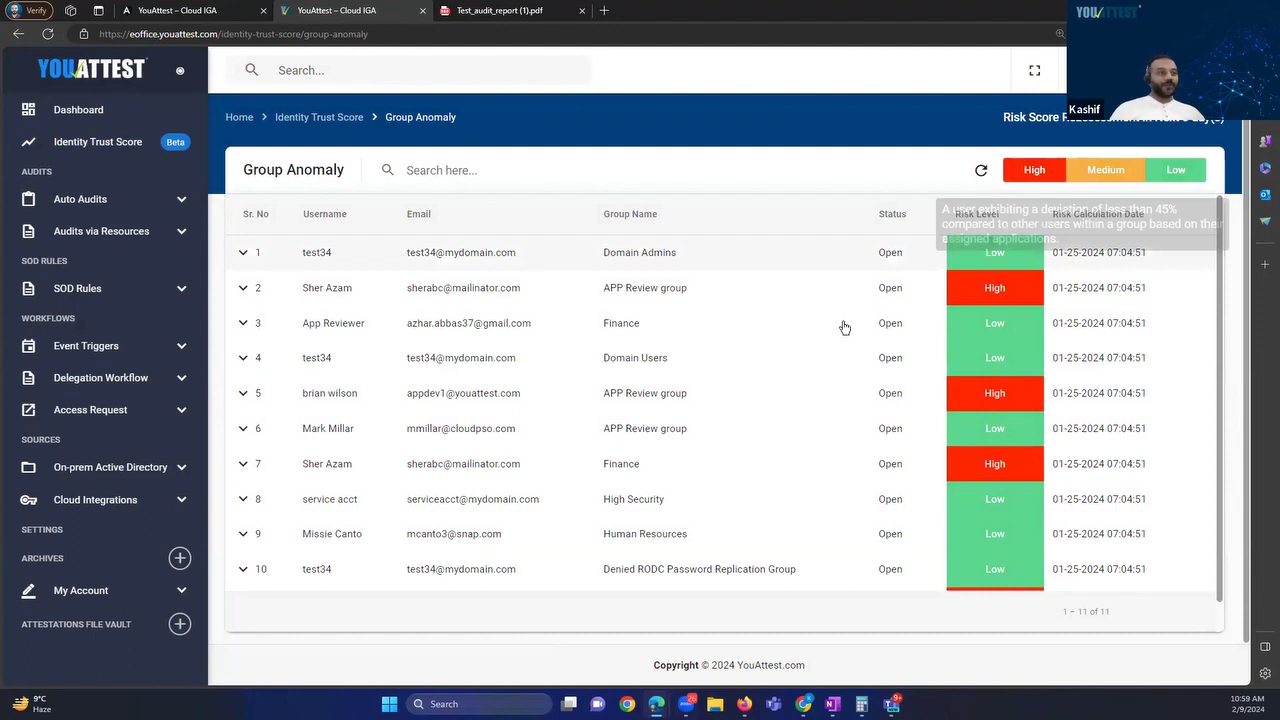 Verify
YouAttest – Cloud IGA
YouAttest – Cloud IGA
Test_audit_report (1).pdf
https://eoffice.youattest.com/identity-trust-score/group-anomaly
YOUATTEST
Kashif
YOUATTEST
Search...
Dashboard
Identity Trust Score
Beta
AUDITS
Auto Audits
Audits via Resources
SOD RULES
SOD Rules
WORKFLOWS
Event Triggers
Delegation Workflow
Access Request
SOURCES
On-prem Active Directory
Cloud Integrations
SETTINGS
ARCHIVES
My Account
ATTESTATIONS FILE VAULT
Home > Identity Trust Score > Group Anomaly
Risk Score
Group Anomaly
Search here...
High
Medium
Low
A user exhibiting a deviation of less than 45%
compared to other users within a group based on their
assigned applications.
Sr. No Username Email Group Name Status Risk Level Risk Calculation Date
1 test34 test34@mydomain.com Domain Admins Open Low 01-25-2024 07:04:51
2 Sher Azam sherabc@mailinator.com APP Review group Open High 01-25-2024 07:04:51
3 App Reviewer azhar.abbas37@gmail.com Finance Open Low 01-25-2024 07:04:51
4 test34 test34@mydomain.com Domain Users Open Low 01-25-2024 07:04:51
5 brian wilson appdev1@youattest.com APP Review group Open High 01-25-2024 07:04:51
6 Mark Millar mmillar@cloudpso.com APP Review group Open Low 01-25-2024 07:04:51
7 Sher Azam sherabc@mailinator.com Finance Open High 01-25-2024 07:04:51
8 service acct serviceacct@mydomain.com High Security Open Low 01-25-2024 07:04:51
9 Missie Canto mcanto3@snap.com Human Resources Open Low 01-25-2024 07:04:51
10 test34 test34@mydomain.com Denied RODC Password Replication Group Open Low 01-25-2024 07:04:51
1 – 11 of 11
Copyright © 2024 YouAttest.com
9°C
Haze
Search
10:59 AM
2/9/2024